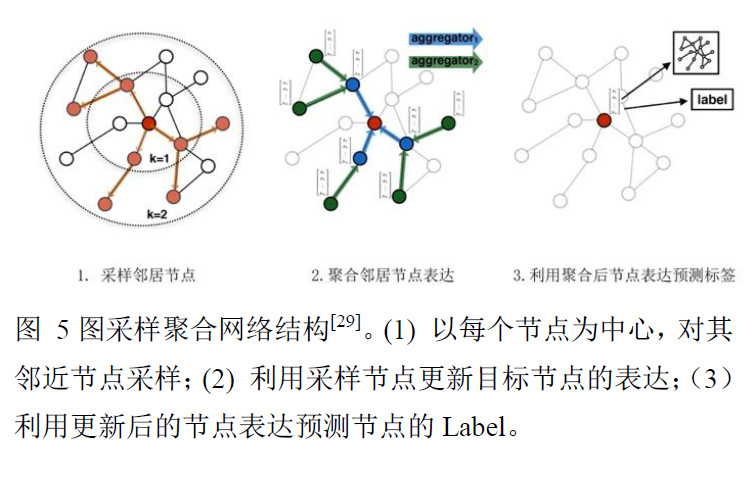 aggregator₁
aggregator₂
label
k=1
k=2
1. 采样邻居节点
2.聚合邻居节点表达
3.利用聚合后节点表达预测标签
图 5图采样聚合网络结构[29]。(1) 以每个节点为中心，对其
邻近节点采样；(2) 利用采样节点更新目标节点的表达；（3）
利用更新后的节点表达预测节点的 Label。